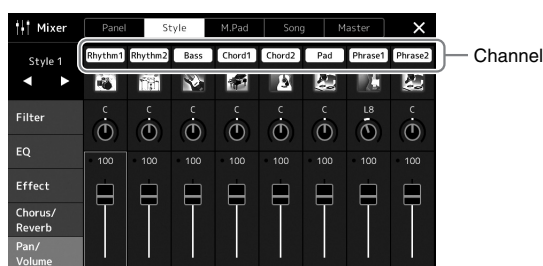 Mixer Panel Style M.Pad Song Master
Style 1 Rhythm1 Rhythm2 Bass Chord1 Chord2 Pad Phrase1 Phrase2 Channel
Filter C C C C C C L8 C
EQ 100 100 100 100 100 100 100 100
Effect
Chorus/
Reverb
Pan/
Volume